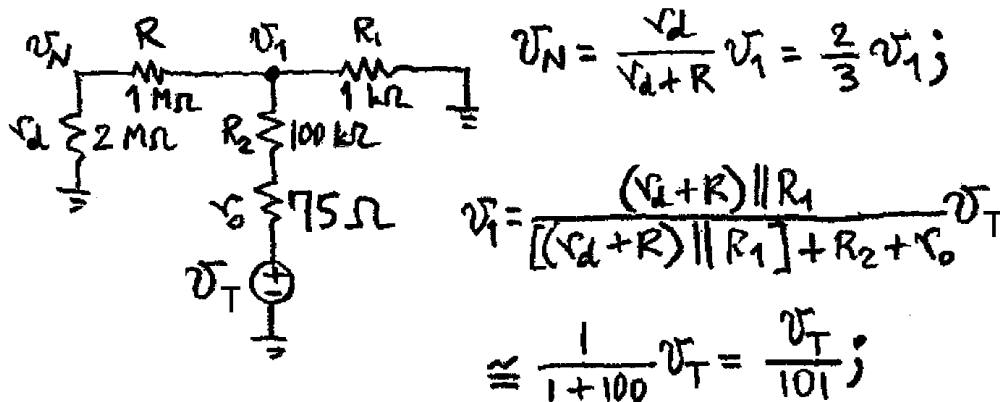 R
v_N
v_1
R_1
1 MΩ
1 kΩ
r_d
2 MΩ
R_2
100 kΩ
r_o
75 Ω
v_T
+
-
v_N = r_d / (r_d + R) v_1 = 2/3 v_1;
v_1 = (r_d + R) || R_1 / ([(r_d + R) || R_1] + R_2 + r_o) v_T
≅ 1 / (1 + 100) v_T = v_T / 101;